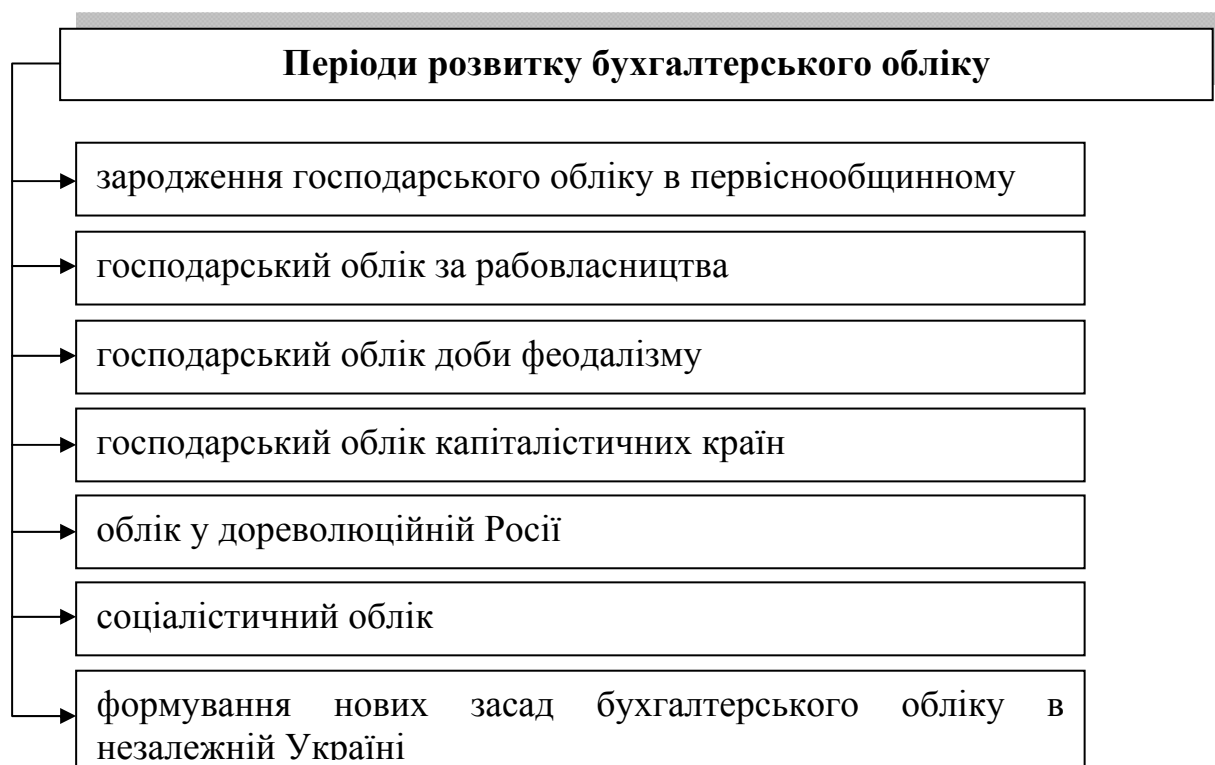 Періоди розвитку бухгалтерського обліку
зародження господарського обліку в первіснообщинному
господарський облік за рабовласництва
господарський облік доби феодалізму
господарський облік капіталістичних країн
облік у дореволюційній Росії
соціалістичний облік
формування нових засад бухгалтерського обліку в
незалежній Україні